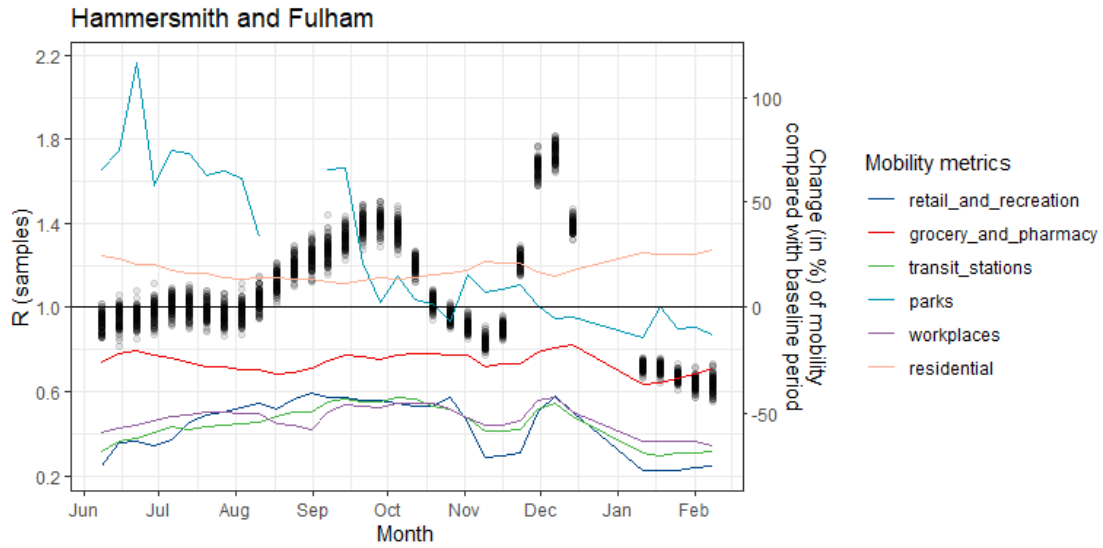 Hammersmith and Fulham
2.2
1.8
1.4
1.0
0.6
0.2
R (samples)
100
50
0
-50
Change (in %) of mobility
compared with baseline period
Jun Jul Aug Sep Oct Nov Dec Jan Feb
Month
Mobility metrics
retail_and_recreation
grocery_and_pharmacy
transit_stations
parks
workplaces
residential